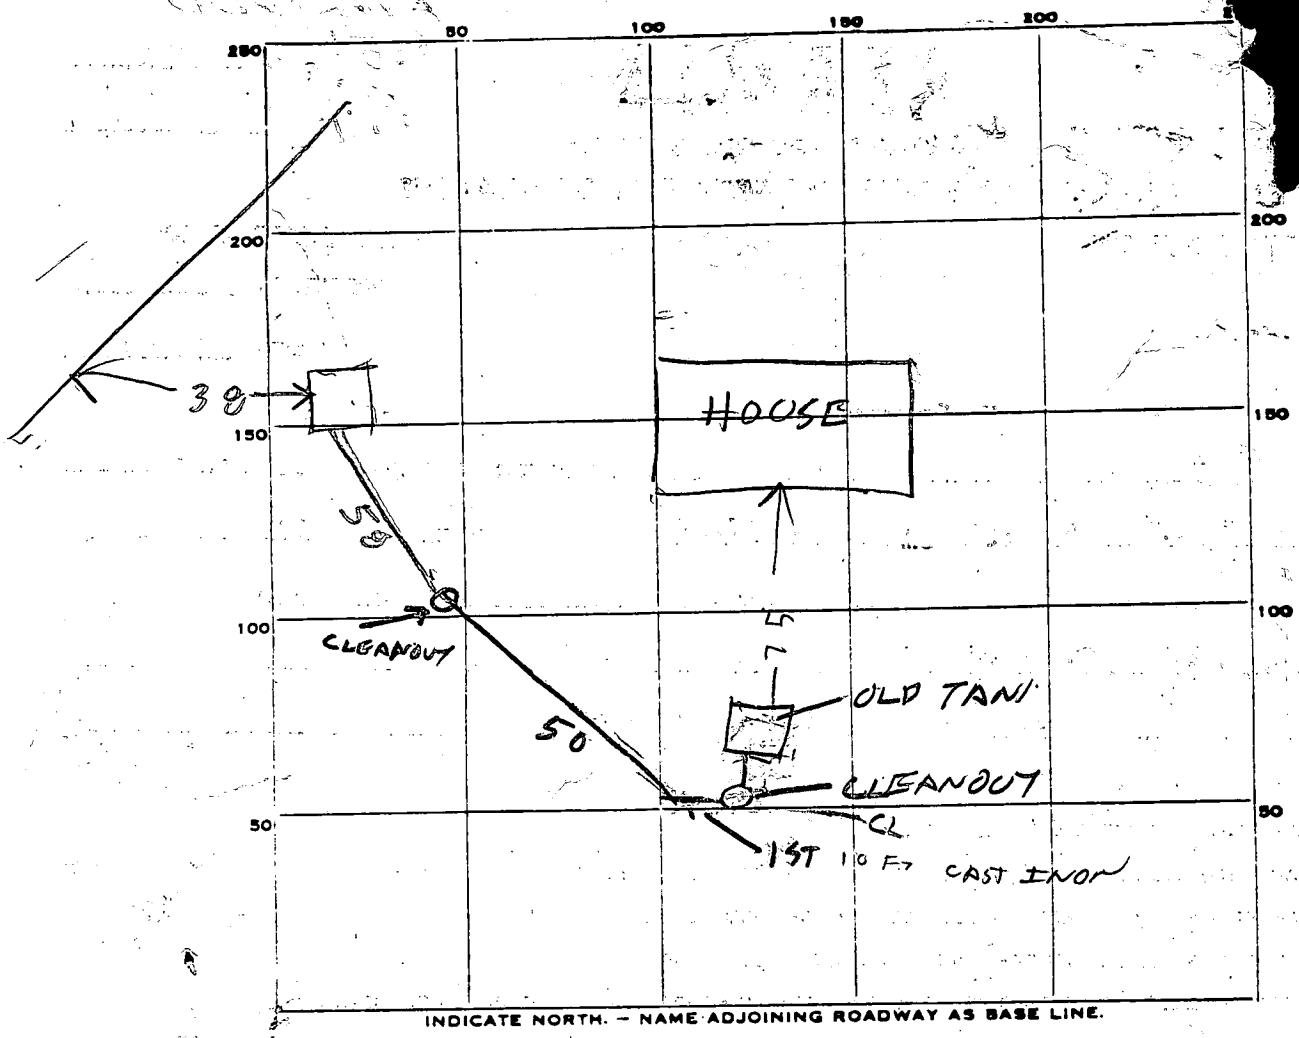 50 100 150 200
250
200 200
38
150 HOUSE 150
50
100 100
CLEANOUT
75
OLD TANK
50
CLEANOUT
50 50
CL
1ST 10 FT CAST IRON
INDICATE NORTH. — NAME ADJOINING ROADWAY AS BASE LINE.